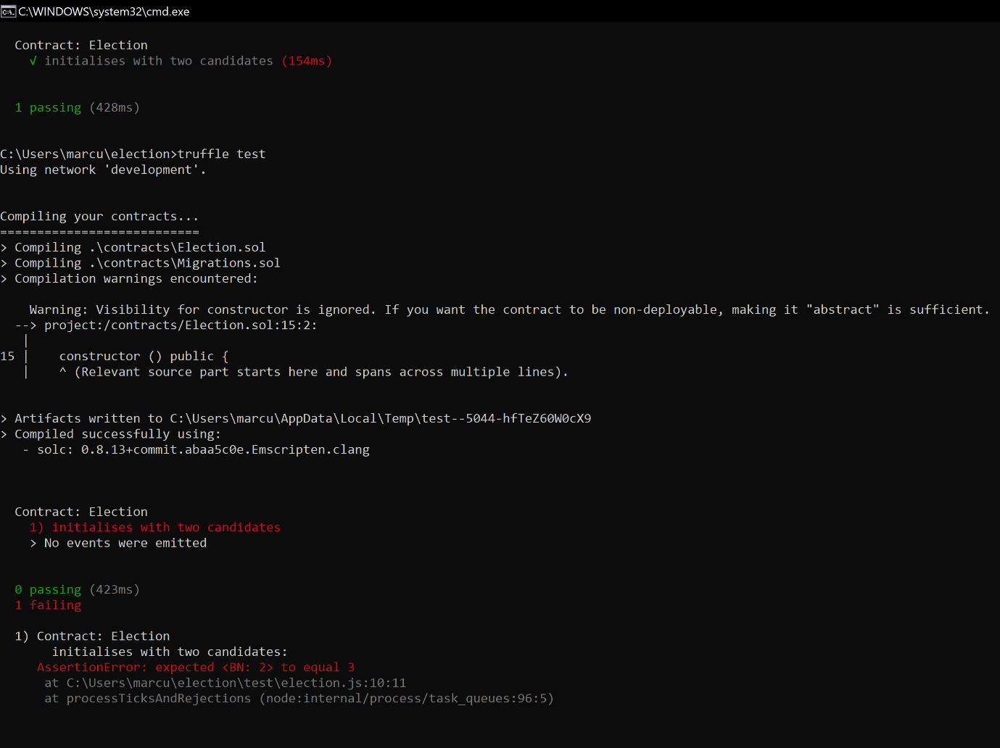 C:\WINDOWS\system32\cmd.exe
Contract: Election
√ initialises with two candidates (154ms)
1 passing (428ms)
C:\Users\marcu\election>truffle test
Using network 'development'.
Compiling your contracts...
===========================
> Compiling .\contracts\Election.sol
> Compiling .\contracts\Migrations.sol
> Compilation warnings encountered:
Warning: Visibility for constructor is ignored. If you want the contract to be non-deployable, making it "abstract" is sufficient.
--> project:/contracts/Election.sol:15:2:
|
15 | constructor () public {
| ^ (Relevant source part starts here and spans across multiple lines).
> Artifacts written to C:\Users\marcu\AppData\Local\Temp\test--5044-hfTeZ60W0cX9
> Compiled successfully using:
- solc: 0.8.13+commit.abaa5c0e.Emscripten.clang
Contract: Election
1) initialises with two candidates
> No events were emitted
0 passing (423ms)
1 failing
1) Contract: Election
initialises with two candidates:
AssertionError: expected <BN: 2> to equal 3
at C:\Users\marcu\election\test\election.js:10:11
at processTicksAndRejections (node:internal/process/task_queues:96:5)